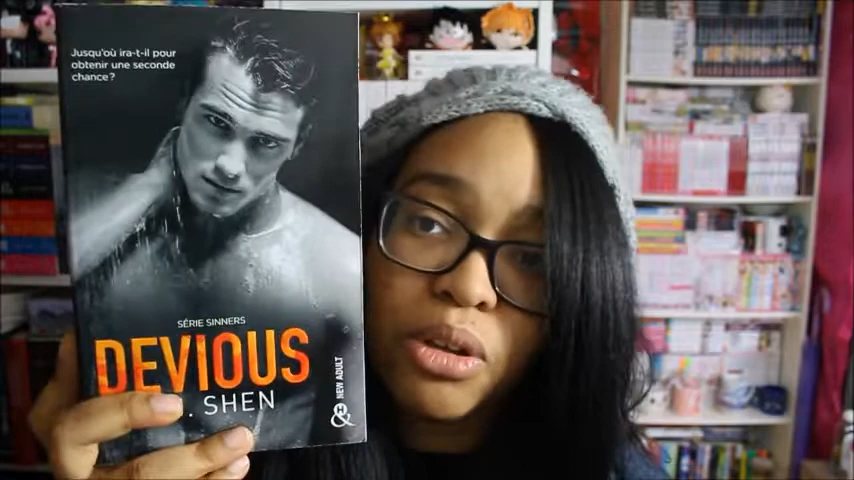 Jusqu'où ira-t-il pour
obtenir une seconde
chance?
SÉRIE SINNERS
DEVIOUS
. SHEN
& NEW ADULT